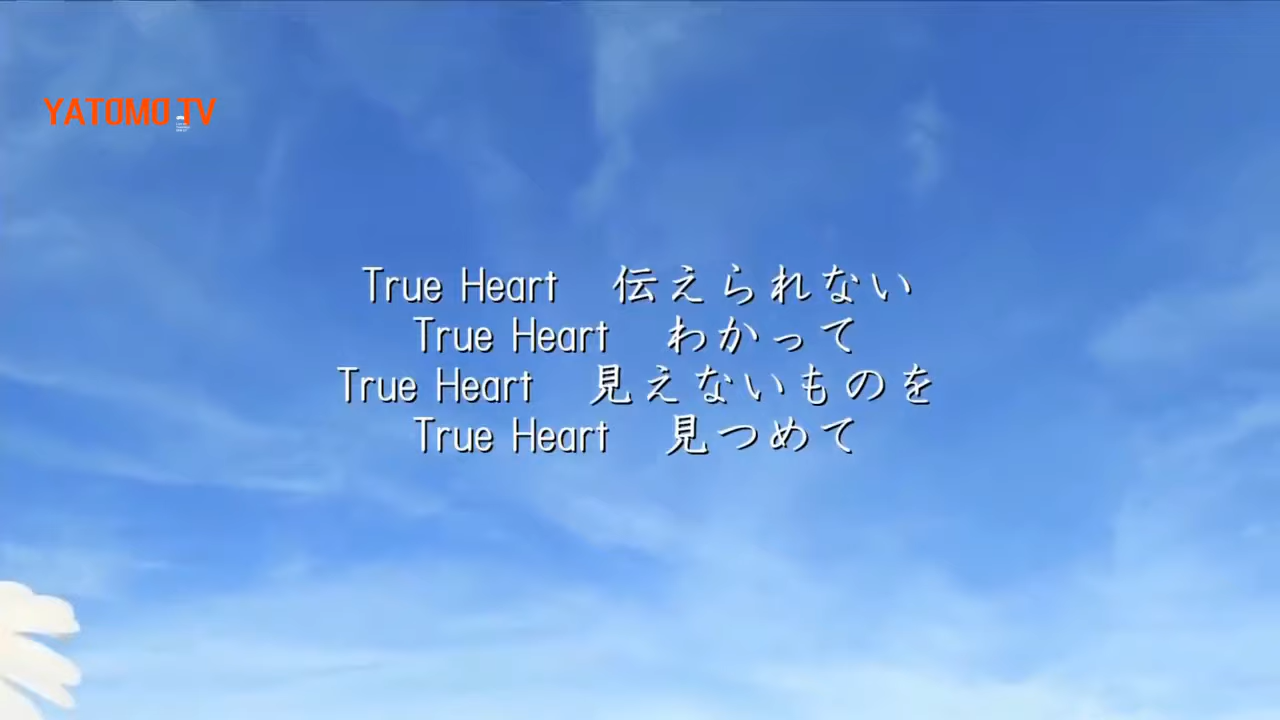 YATOMO.TV
True Heart　伝えられない
True Heart　わかって
True Heart　見えないものを
True Heart　見つめて